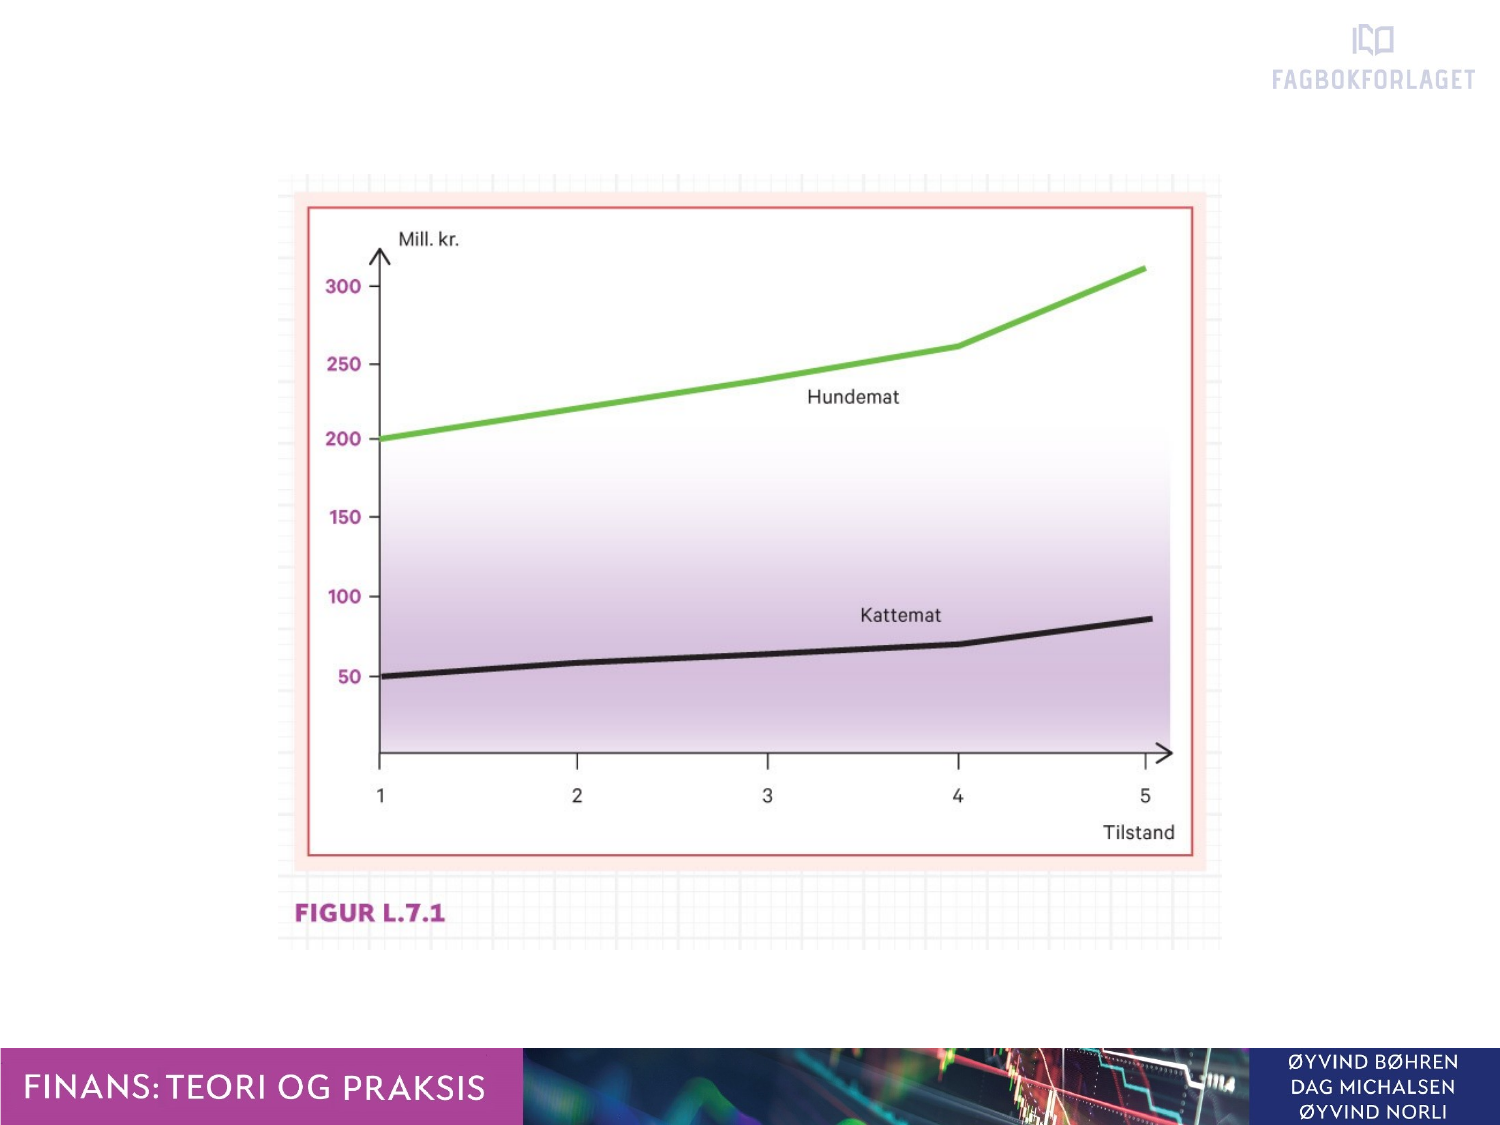 FAGBOKFORLAGET
Mill. kr.
300
250
200
150
100
50
Hundemat
Kattemat
1 2 3 4 5
Tilstand
FIGUR L.7.1
FINANS: TEORI OG PRAKSIS
ØYVIND BØHREN
DAG MICHALSEN
ØYVIND NORLI